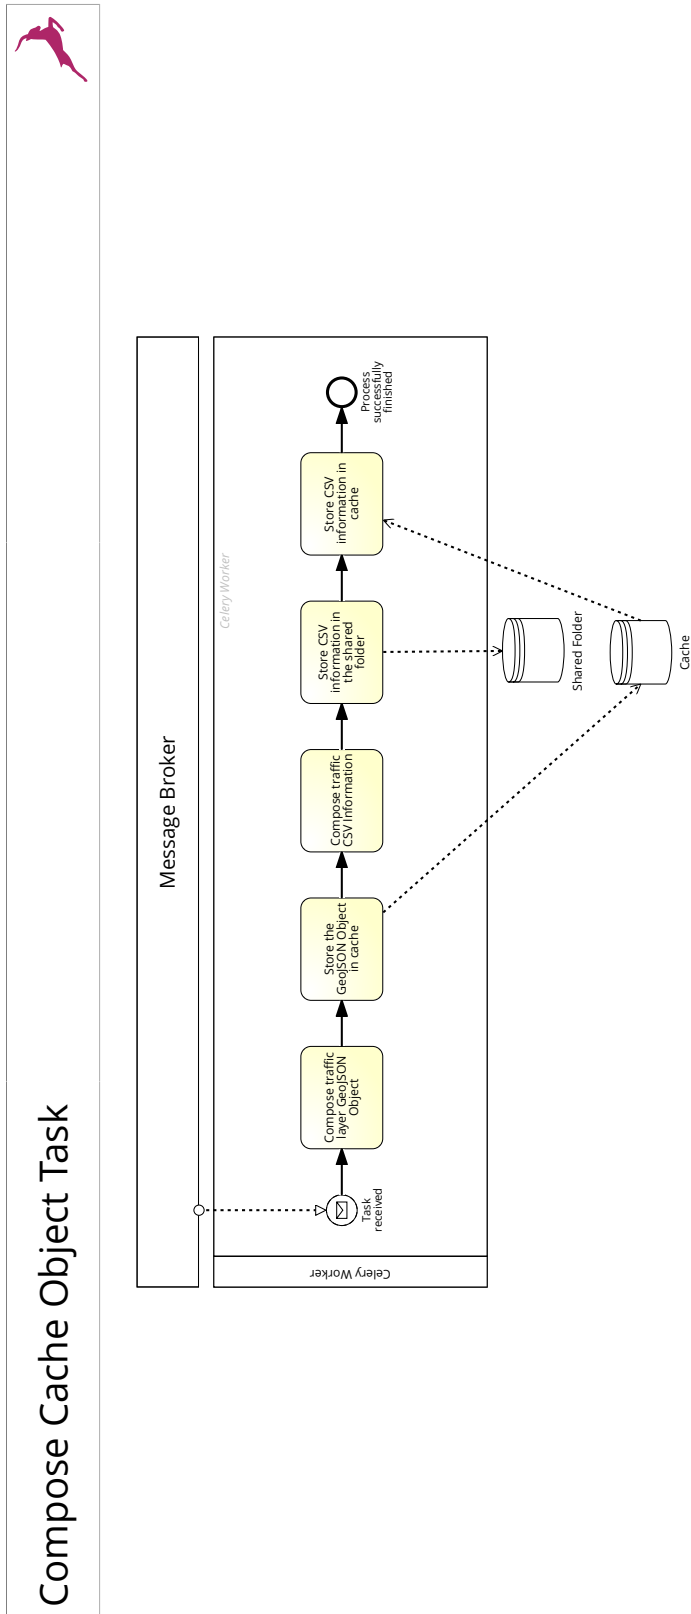 Compose Cache Object Task
Message Broker
Celery Worker
Celery Worker
Task
received
Compose traffic
layer GeoJSON
Object
Store the
GeoJSON Object
in cache
Compose traffic
CSV Information
Store CSV
information in
the shared
folder
Store CSV
information in
cache
Process
successfully
finished
Shared Folder
Cache